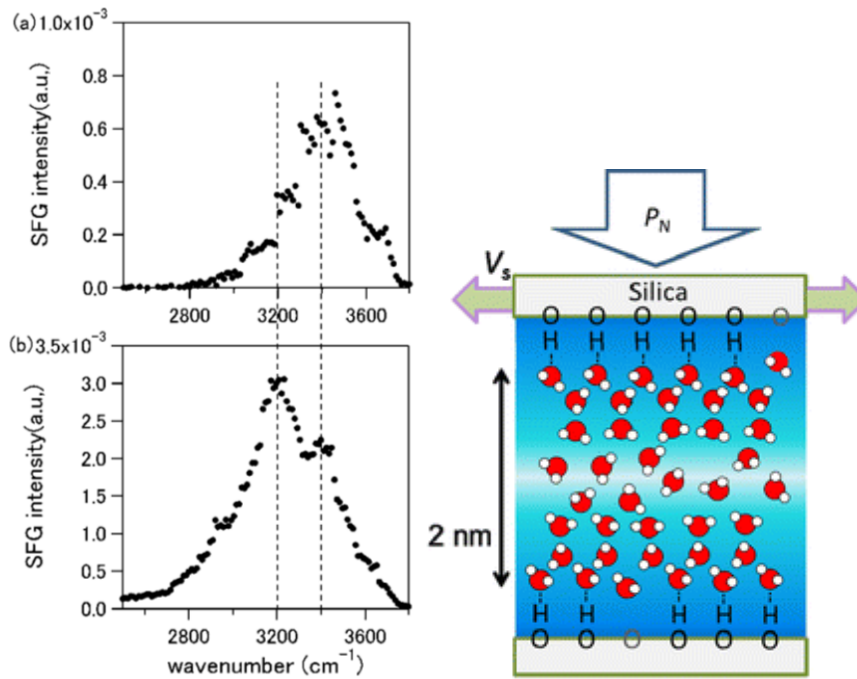 (a) 1.0x10⁻³
0.8
0.6
0.4
0.2
0.0
SFG intensity(a.u,)
2800 3200 3600
(b) 3.5x10⁻³
3.0
2.5
2.0
1.5
1.0
0.5
0.0
SFG intensity(a.u,)
2800 3200 3600
wavenumber (cm⁻¹)
P_N
V_s
Silica
O O O O O O
H H H H H
2 nm
H H H H H
O O O O O O